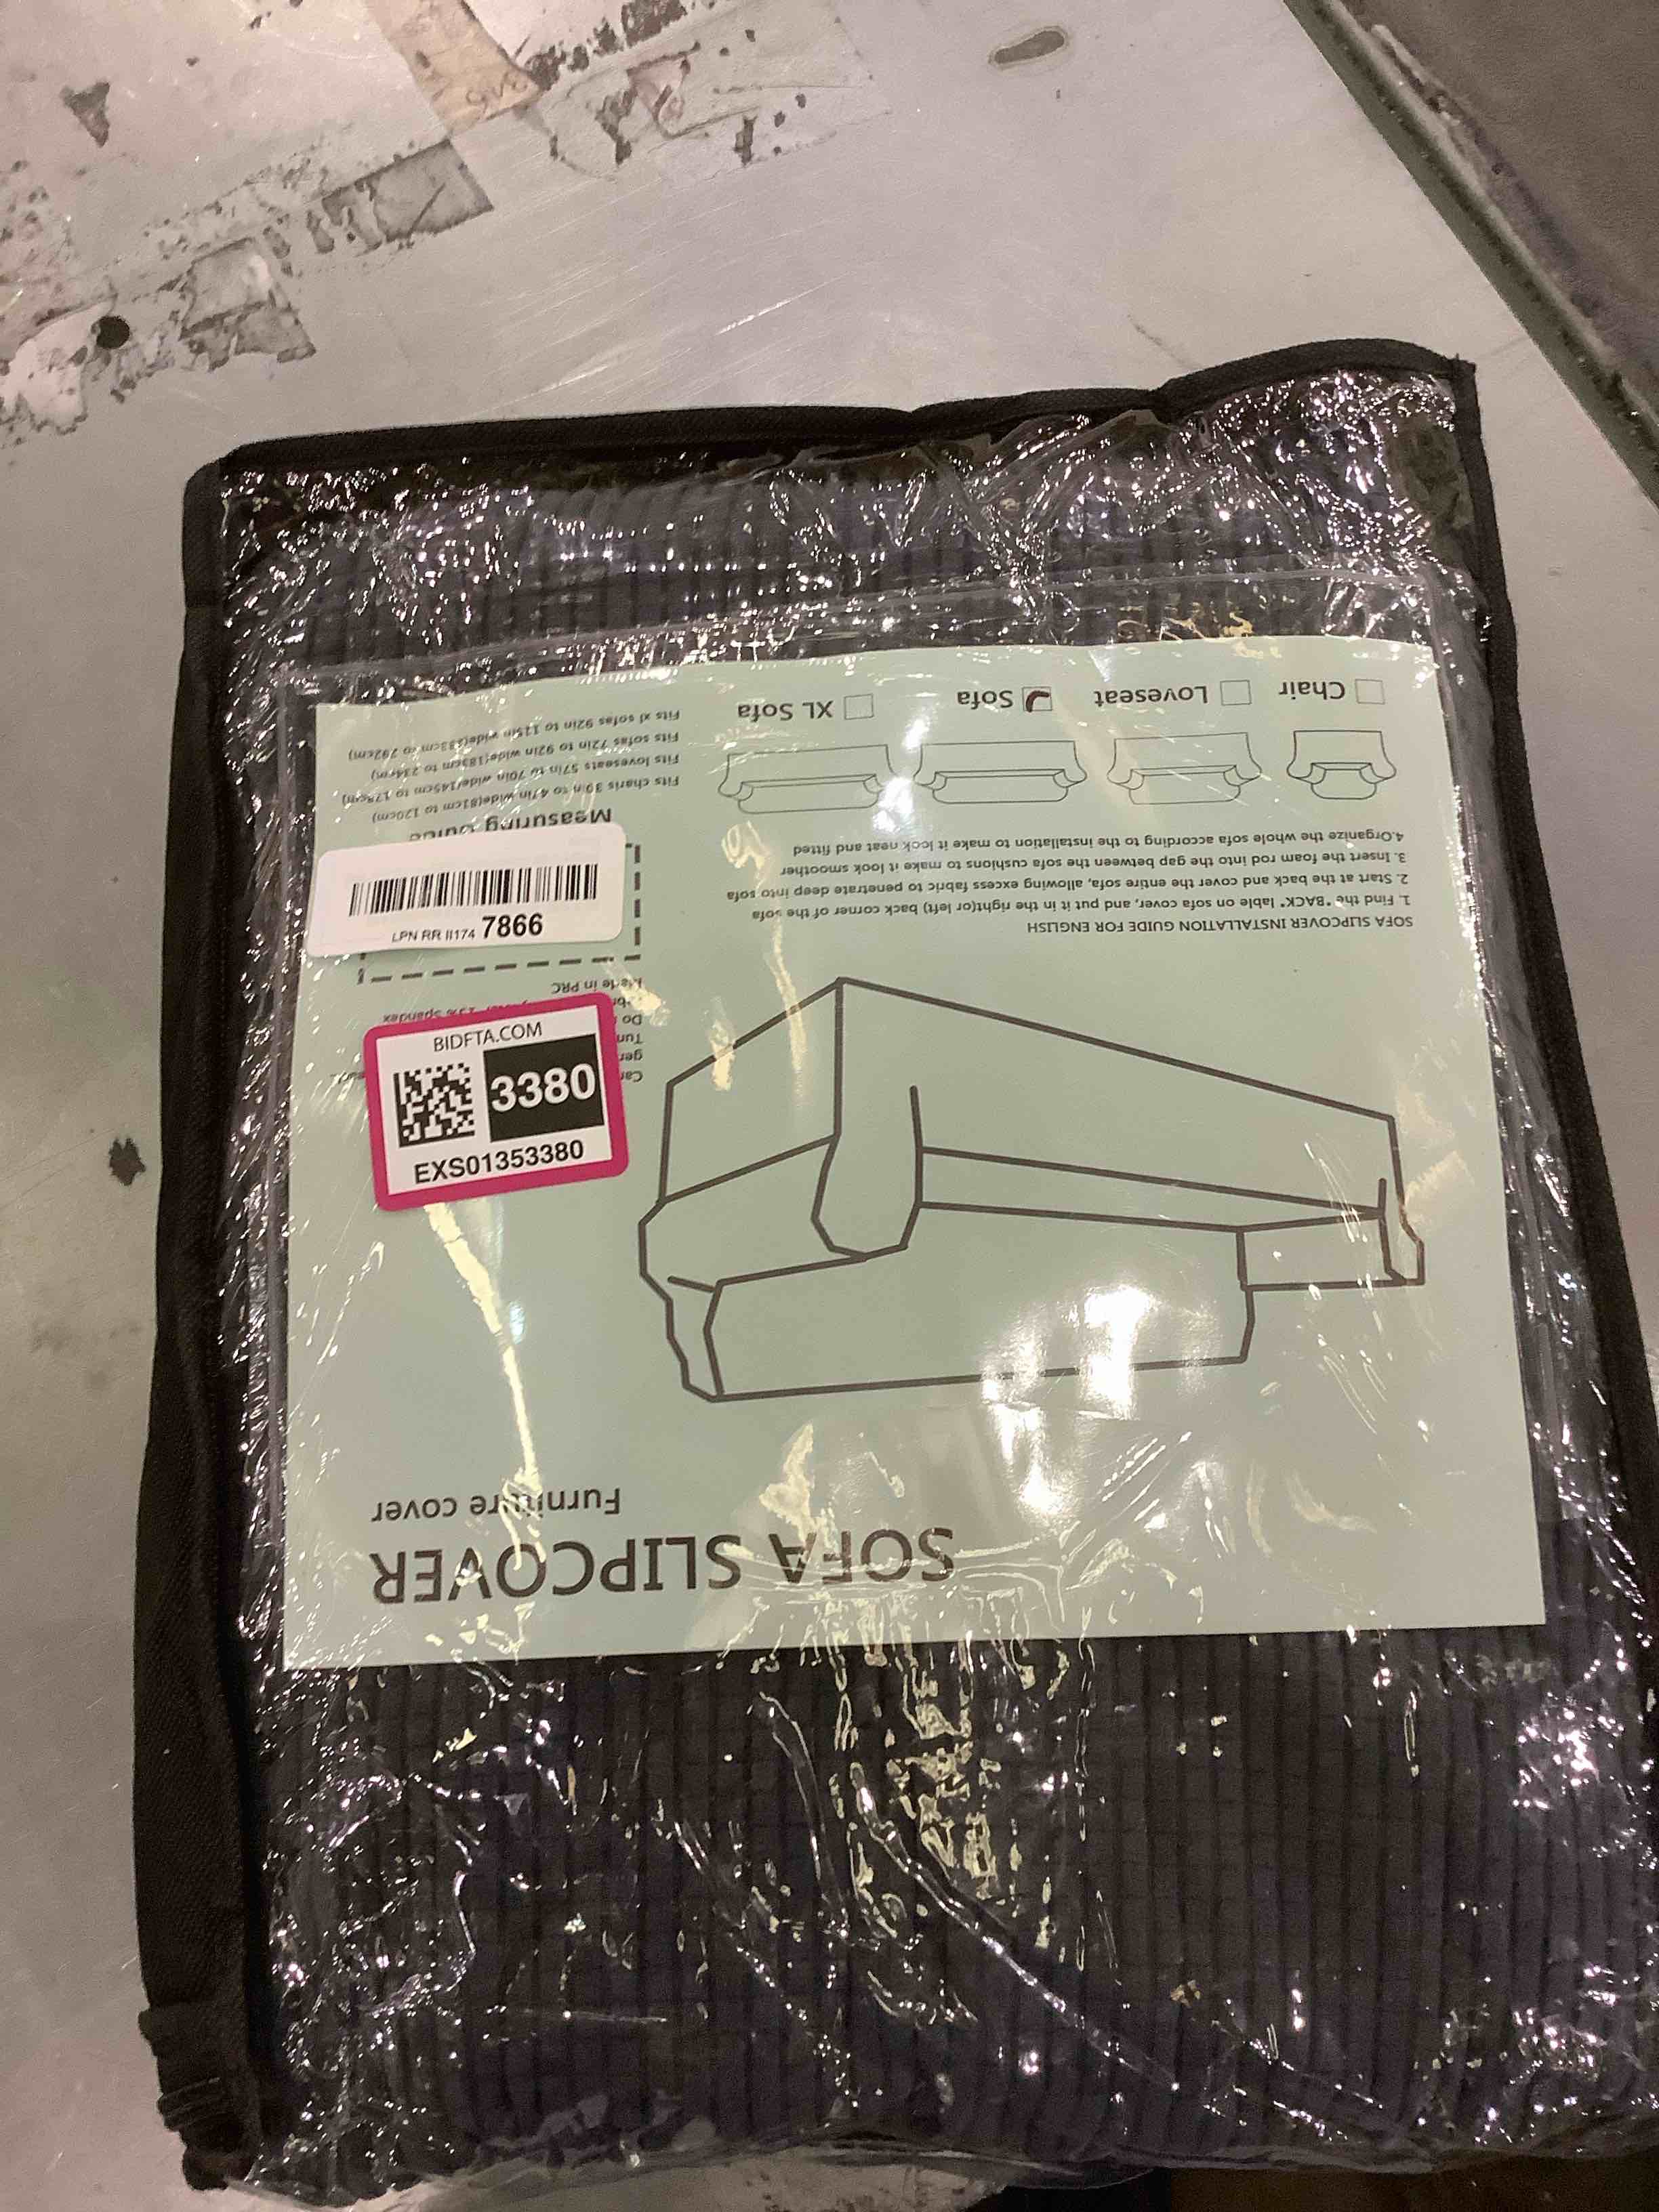 SOFA SLIPCOVER
Furniture cover
SOFA SLIPCOVER INSTALLATION GUIDE FOR ENGLISH
1. Find the "BACK" lable on sofa cover, and put it in the right(or left) back corner of the sofa
2. Start at the back and cover the entire sofa, allowing excess fabric to penetrate deep into sofa
3. Insert the foam rod into the gap between the sofa cushions to make it look smoother
4.Organize the whole sofa according to the installation to make it look neat and fitted
Chair
Loveseat
Sofa
XL Sofa
Made in PRC
Measuring Guide
Fits charis 30in to 47in wide(81cm to 120cm)
Fits loveseats 57in to 70in wide(145cm to 178cm)
Fits sofas 72in to 92in wide(183cm to 234cm)
Fits xl sofas 92in to 115in wide(233cm to 292cm)
LPN RR II174 7866
BIDFTA.COM
3380
EXS01353380